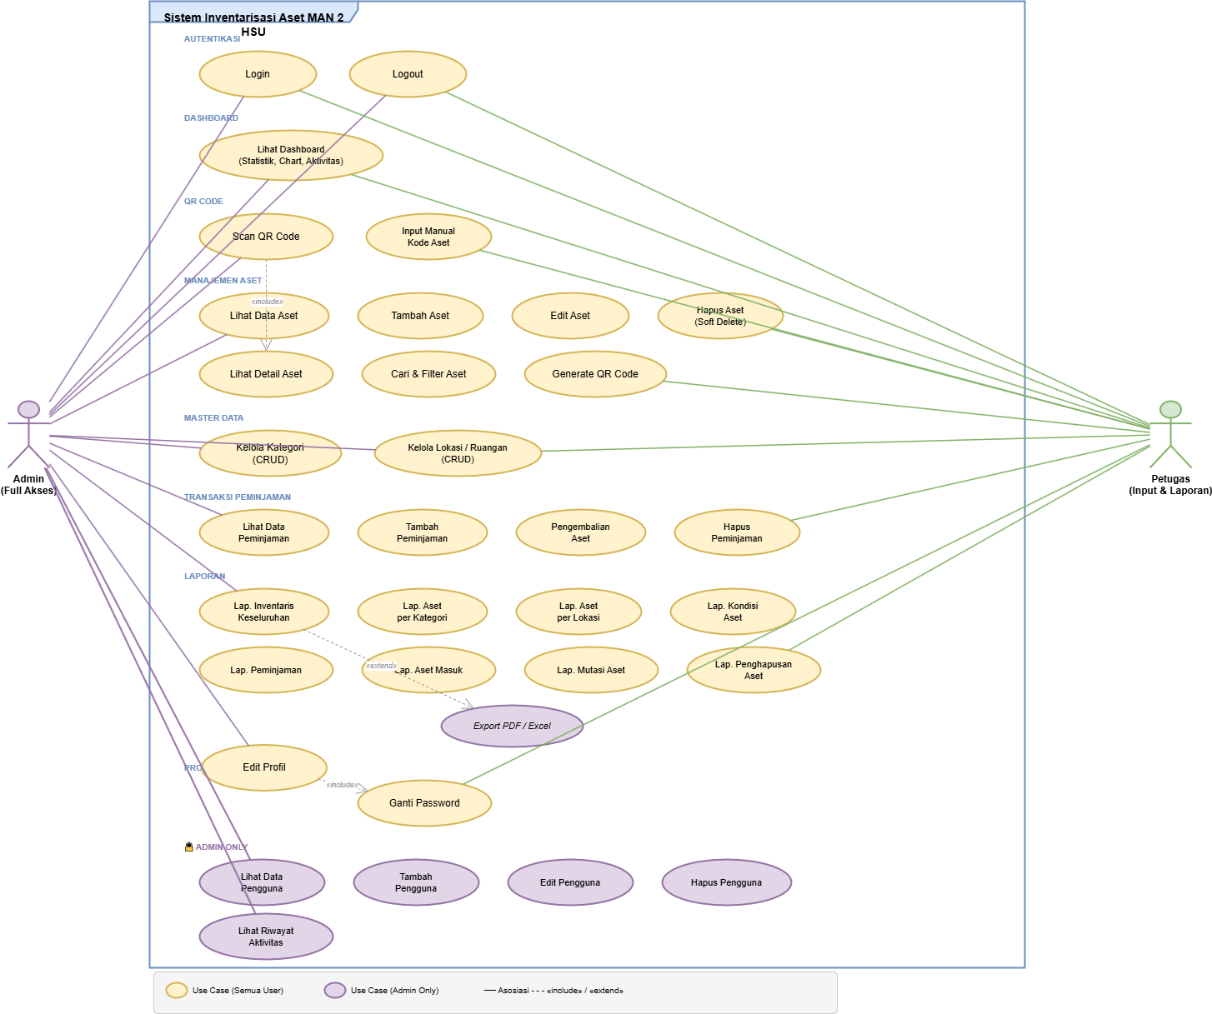 Sistem Inventarisasi Aset MAN 2
HSU
AUTENTIKASI
Login
Logout
DASHBOARD
Lihat Dashboard
(Statistik, Chart, Aktivitas)
QR CODE
Scan QR Code
Input Manual
Kode Aset
MANAJEMEN ASET
«include»
Lihat Data Aset
Tambah Aset
Edit Aset
Hapus Aset
(Soft Delete)
Lihat Detail Aset
Cari & Filter Aset
Generate QR Code
Admin
(Full Akses)
Petugas
(Input & Laporan)
MASTER DATA
Kelola Kategori
(CRUD)
Kelola Lokasi / Ruangan
(CRUD)
TRANSAKSI PEMINJAMAN
Lihat Data
Peminjaman
Tambah
Peminjaman
Pengembalian
Aset
Hapus
Peminjaman
LAPORAN
Lap. Inventaris
Keseluruhan
Lap. Aset
per Kategori
Lap. Aset
per Lokasi
Lap. Kondisi
Aset
Lap. Peminjaman
«extend»
Lap. Aset Masuk
Lap. Mutasi Aset
Lap. Penghapusan
Aset
Export PDF / Excel
PRO
Edit Profil
«include»
Ganti Password
ADMIN ONLY
Lihat Data
Pengguna
Tambah
Pengguna
Edit Pengguna
Hapus Pengguna
Lihat Riwayat
Aktivitas
Use Case (Semua User)
Use Case (Admin Only)
── Asosiasi - - - «include» / «extend»